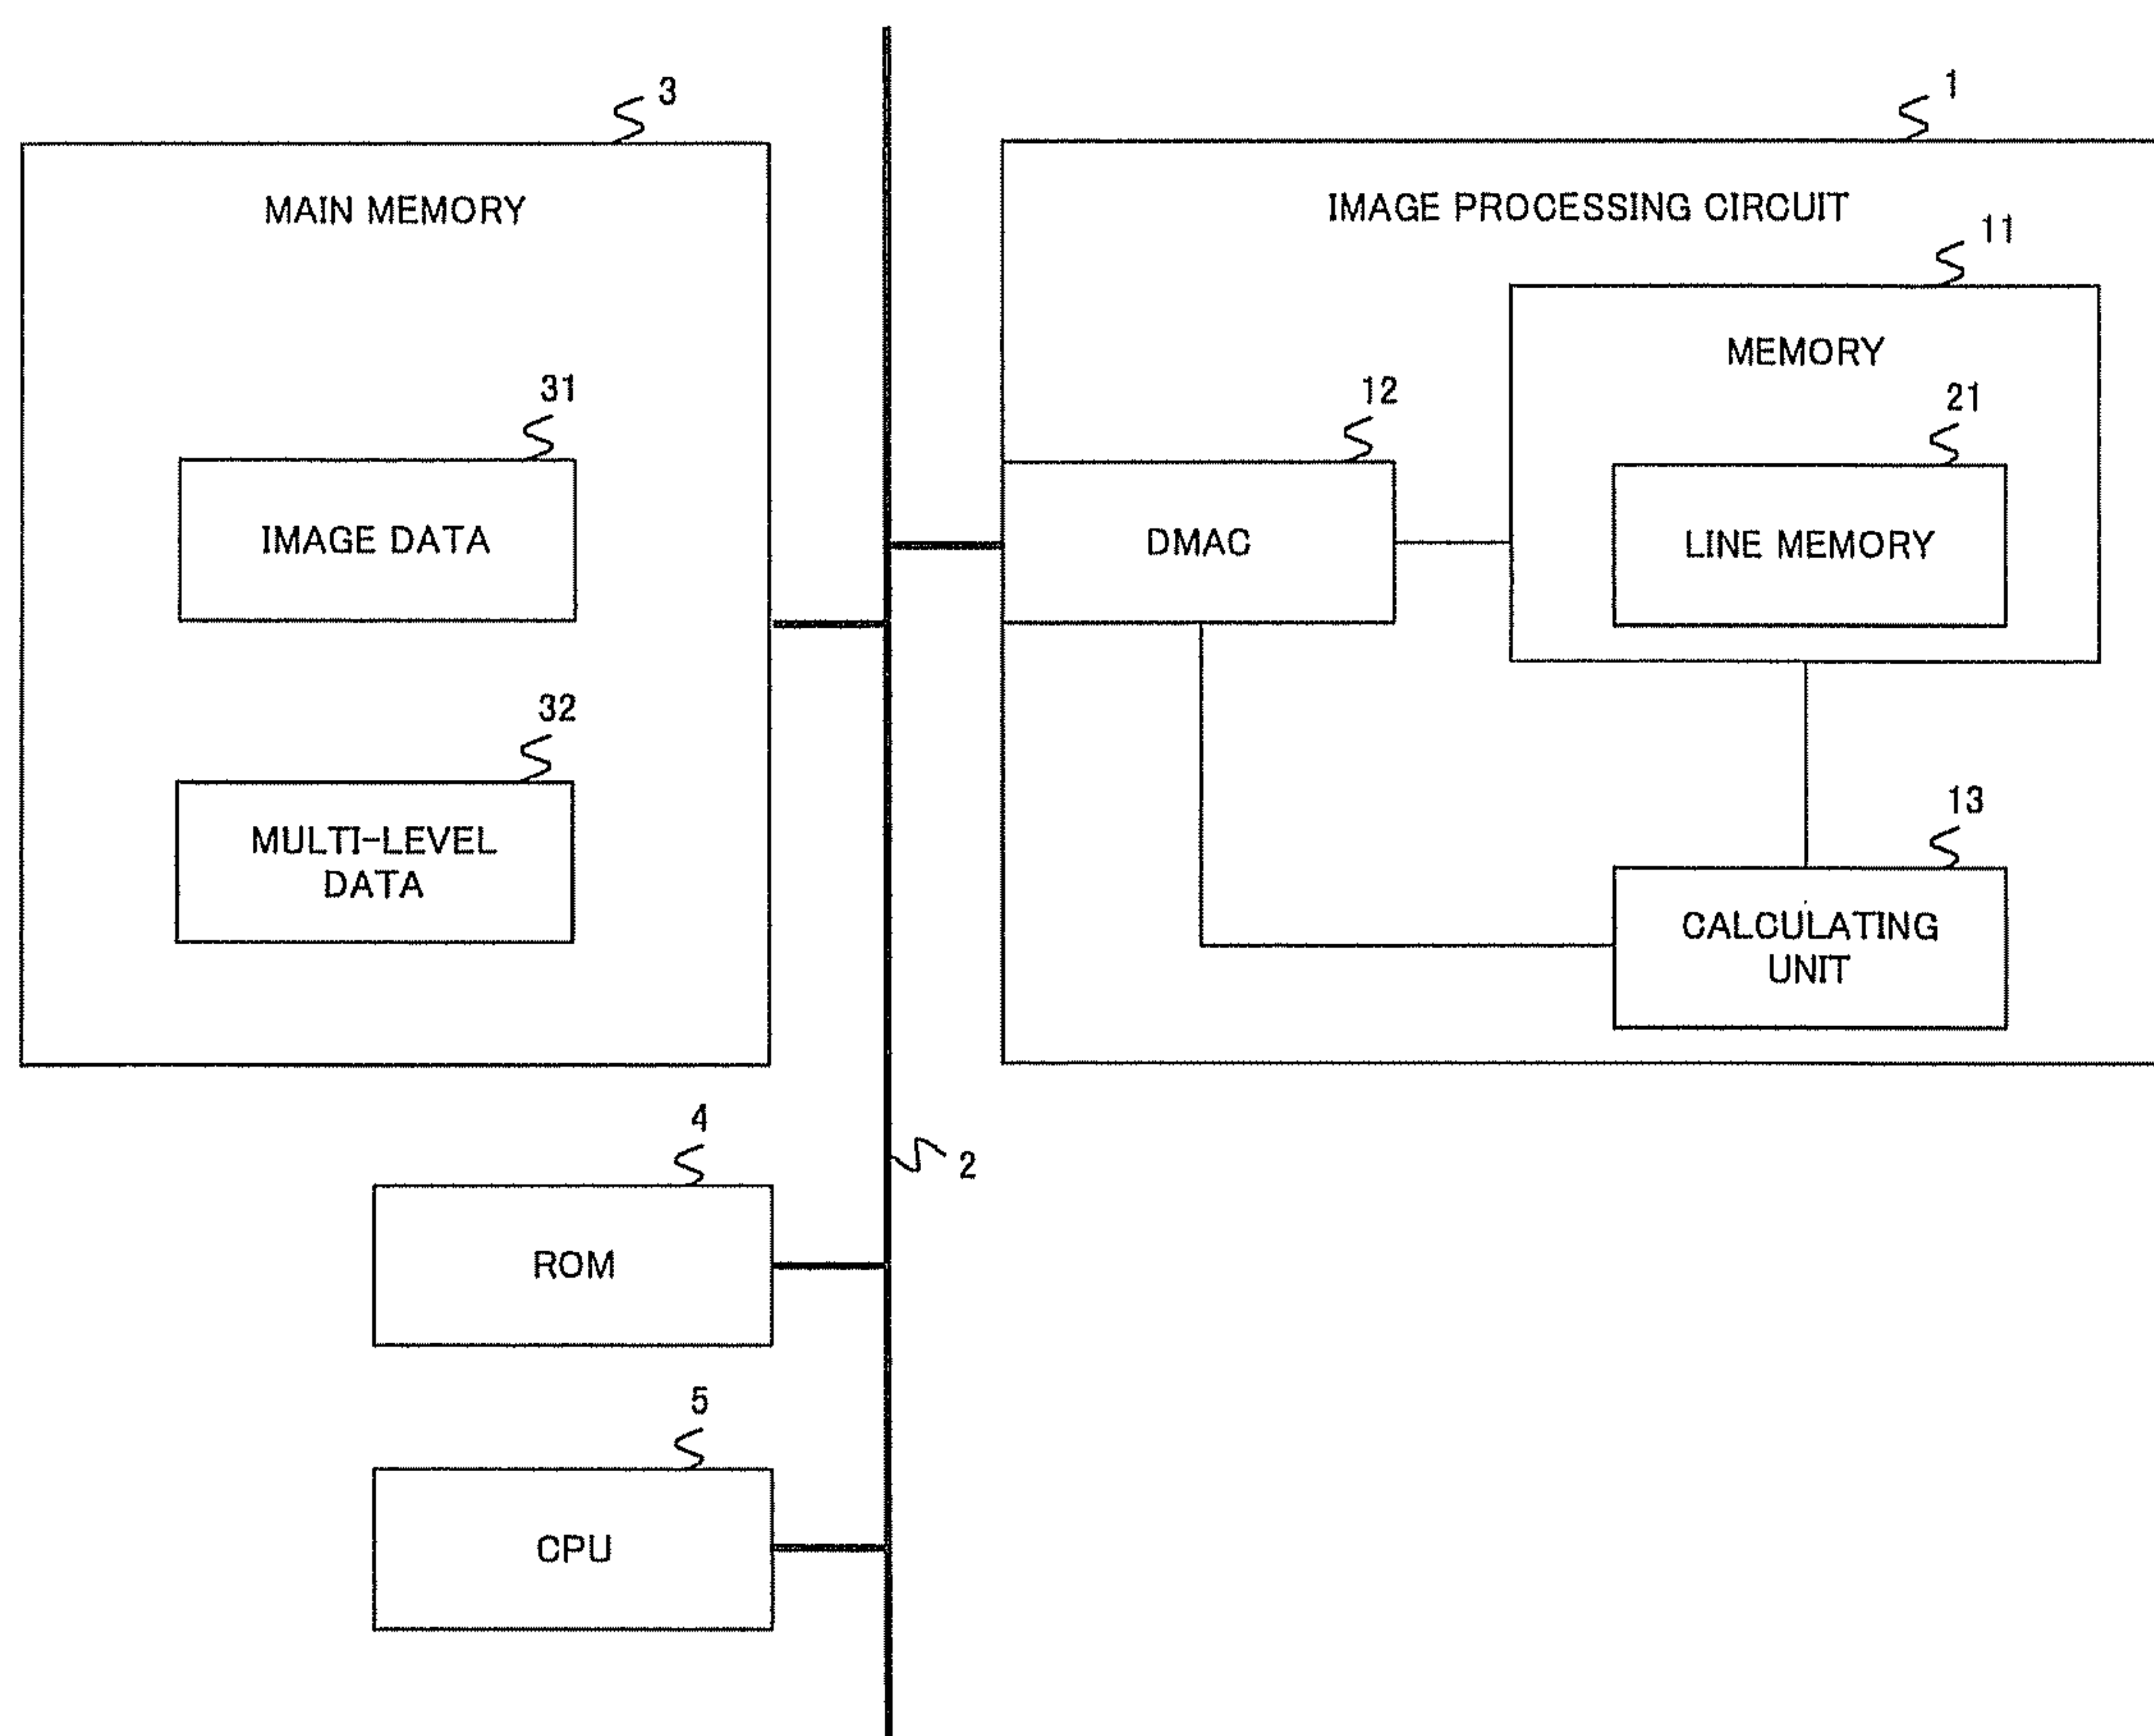 3
MAIN MEMORY
31
IMAGE DATA
32
MULTI-LEVEL
DATA
1
IMAGE PROCESSING CIRCUIT
11
MEMORY
21
LINE MEMORY
12
DMAC
13
CALCULATING
UNIT
2
4
ROM
5
CPU